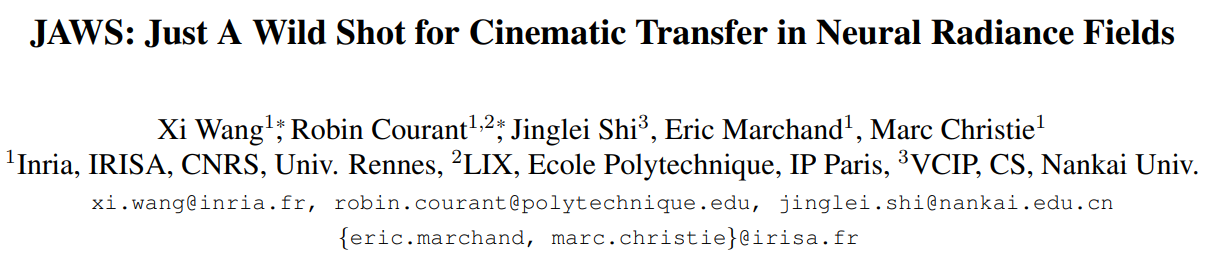 JAWS: Just A Wild Shot for Cinematic Transfer in Neural Radiance Fields
Xi Wang¹*, Robin Courant¹,²*, Jinglei Shi³, Eric Marchand¹, Marc Christie¹
¹Inria, IRISA, CNRS, Univ. Rennes, ²LIX, Ecole Polytechnique, IP Paris, ³VCIP, CS, Nankai Univ.
xi.wang@inria.fr, robin.courant@polytechnique.edu, jinglei.shi@nankai.edu.cn
{eric.marchand, marc.christie}@irisa.fr